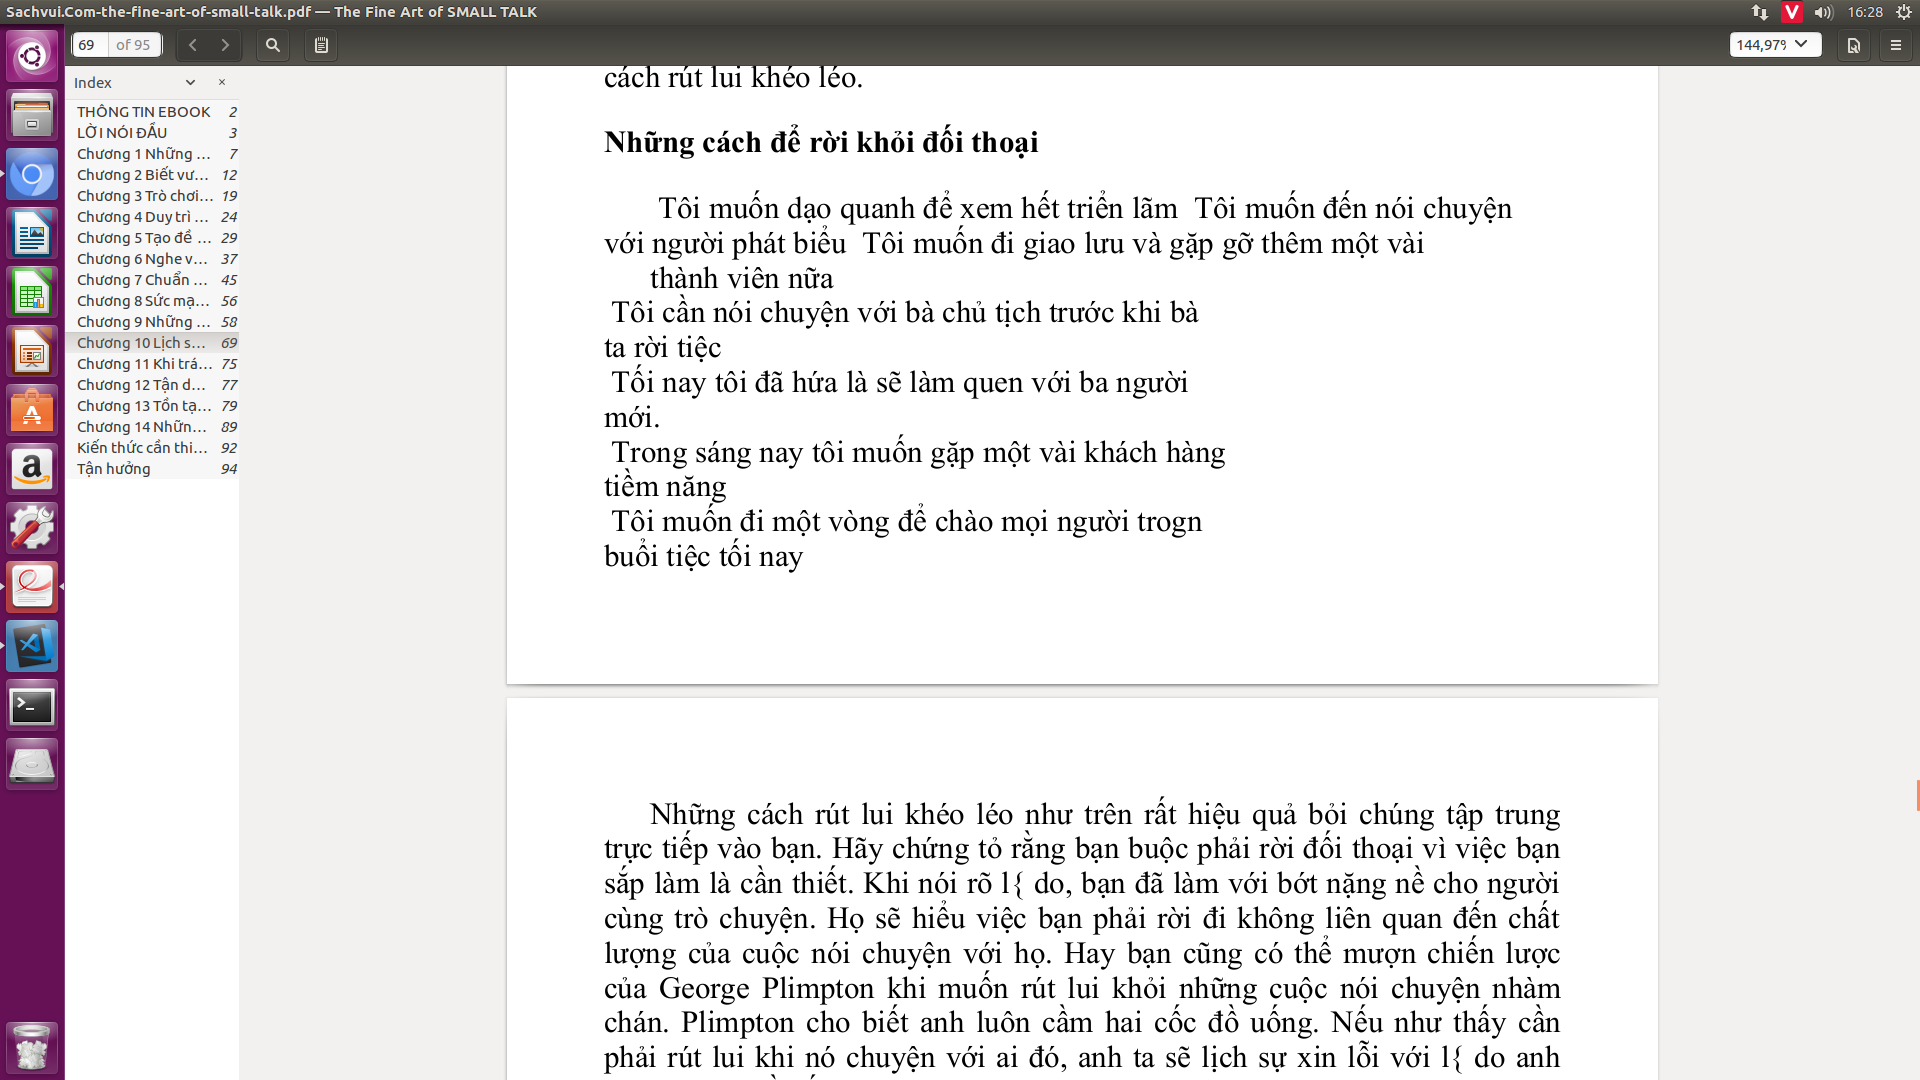 Sachvui.Com-the-fine-art-of-small-talk.pdf — The Fine Art of SMALL TALK
16:28
69 of 95
144,97%
Index
THÔNG TIN EBOOK 2
LỜI NÓI ĐẦU 3
Chương 1 Những ... 7
Chương 2 Biết vư... 12
Chương 3 Trò chơi... 19
Chương 4 Duy trì ... 24
Chương 5 Tạo đề ... 29
Chương 6 Nghe v... 37
Chương 7 Chuẩn ... 45
Chương 8 Sức mạ... 56
Chương 9 Những ... 58
Chương 10 Lịch s... 69
Chương 11 Khi trá... 75
Chương 12 Tận d... 77
Chương 13 Tồn tạ... 79
Chương 14 Nhữn... 89
Kiến thức cần thi... 92
Tận hưởng 94
cách rút lui khéo léo.
Những cách để rời khỏi đối thoại
Tôi muốn dạo quanh để xem hết triển lãm Tôi muốn đến nói chuyện
với người phát biểu Tôi muốn đi giao lưu và gặp gỡ thêm một vài
thành viên nữa
Tôi cần nói chuyện với bà chủ tịch trước khi bà
ta rời tiệc
Tối nay tôi đã hứa là sẽ làm quen với ba người
mới.
Trong sáng nay tôi muốn gặp một vài khách hàng
tiềm năng
Tôi muốn đi một vòng để chào mọi người trogn
buổi tiệc tối nay
Những cách rút lui khéo léo như trên rất hiệu quả bỏi chúng tập trung
trực tiếp vào bạn. Hãy chứng tỏ rằng bạn buộc phải rời đối thoại vì việc bạn
sắp làm là cần thiết. Khi nói rõ l{ do, bạn đã làm với bớt nặng nề cho người
cùng trò chuyện. Họ sẽ hiểu việc bạn phải rời đi không liên quan đến chất
lượng của cuộc nói chuyện với họ. Hay bạn cũng có thể mượn chiến lược
của George Plimpton khi muốn rút lui khỏi những cuộc nói chuyện nhàm
chán. Plimpton cho biết anh luôn cầm hai cốc đồ uống. Nếu như thấy cần
phải rút lui khi nó chuyện với ai đó, anh ta sẽ lịch sự xin lỗi với l{ do anh